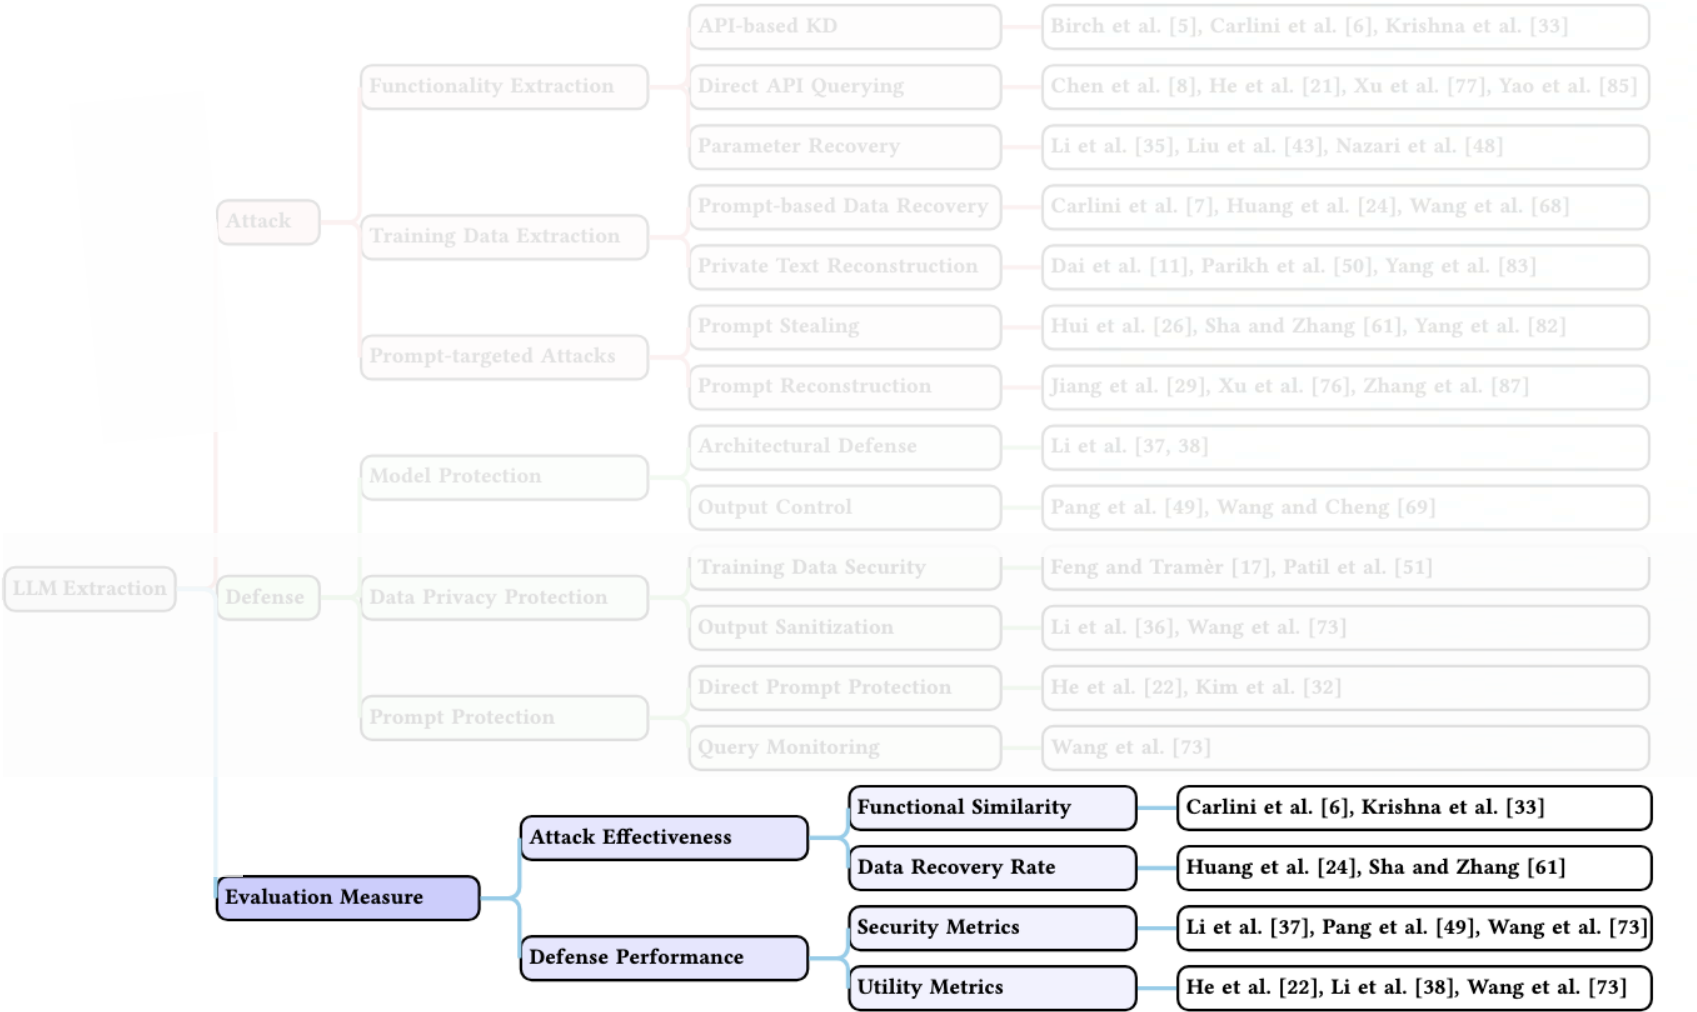 API-based KD
Birch et al. [5], Carlini et al. [6], Krishna et al. [33]
Functionality Extraction
Direct API Querying
Chen et al. [8], He et al. [21], Xu et al. [77], Yao et al. [85]
Parameter Recovery
Li et al. [35], Liu et al. [43], Nazari et al. [48]
Attack
Prompt-based Data Recovery
Carlini et al. [7], Huang et al. [24], Wang et al. [68]
Training Data Extraction
Private Text Reconstruction
Dai et al. [11], Parikh et al. [50], Yang et al. [83]
Prompt Stealing
Hui et al. [26], Sha and Zhang [61], Yang et al. [82]
Prompt-targeted Attacks
Prompt Reconstruction
Jiang et al. [29], Xu et al. [76], Zhang et al. [87]
Architectural Defense
Li et al. [37, 38]
Model Protection
Output Control
Pang et al. [49], Wang and Cheng [69]
LLM Extraction
Defense
Training Data Security
Feng and Tramèr [17], Patil et al. [51]
Data Privacy Protection
Output Sanitization
Li et al. [36], Wang et al. [73]
Direct Prompt Protection
He et al. [22], Kim et al. [32]
Prompt Protection
Query Monitoring
Wang et al. [73]
Functional Similarity
Carlini et al. [6], Krishna et al. [33]
Attack Effectiveness
Data Recovery Rate
Huang et al. [24], Sha and Zhang [61]
Evaluation Measure
Security Metrics
Li et al. [37], Pang et al. [49], Wang et al. [73]
Defense Performance
Utility Metrics
He et al. [22], Li et al. [38], Wang et al. [73]